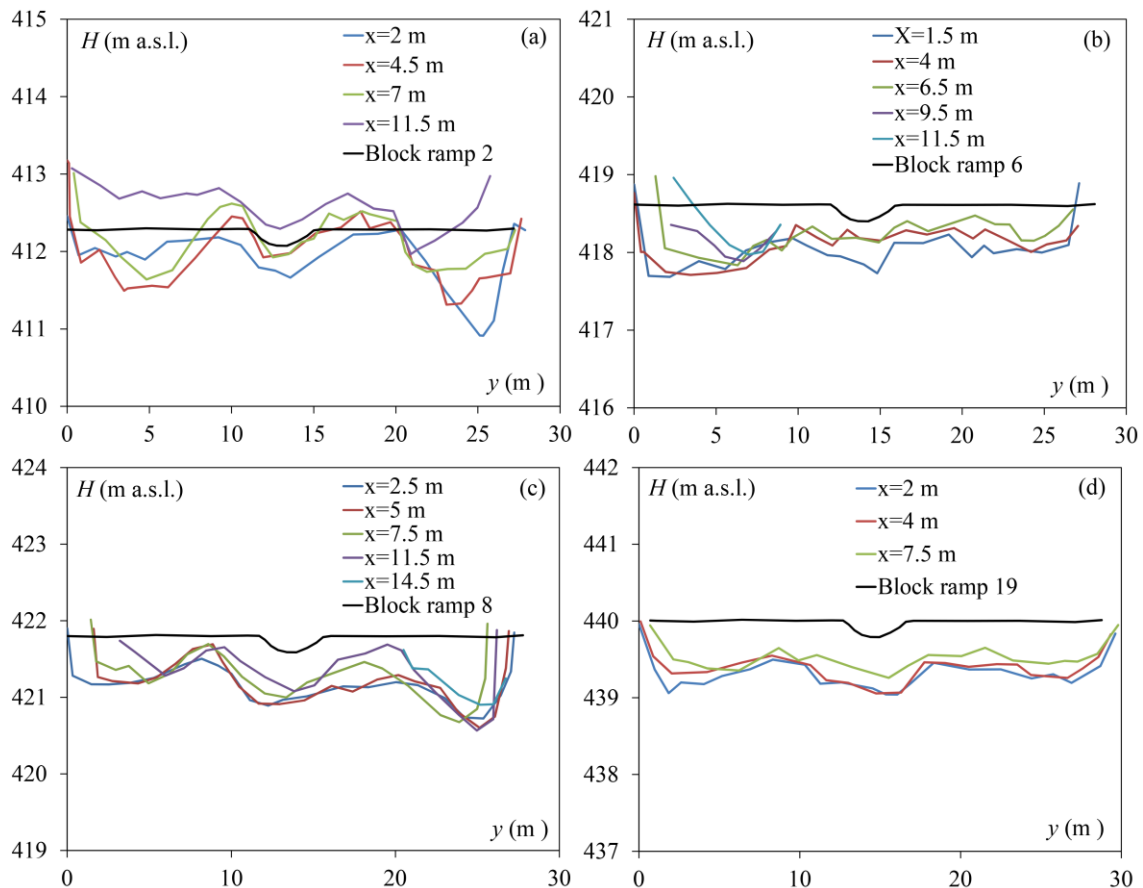 415
H (m a.s.l.)
(a)
x=2 m
x=4.5 m
414
x=7 m
x=11.5 m
413
Block ramp 2
412
411
y (m )
410
0 5 10 15 20 25 30
421
H (m a.s.l.)
(b)
X=1.5 m
x=4 m
420
x=6.5 m
x=9.5 m
x=11.5 m
419
Block ramp 6
418
417
y (m )
416
0 5 10 15 20 25 30
424
H (m a.s.l.)
(c)
x=2.5 m
x=5 m
423
x=7.5 m
x=11.5 m
x=14.5 m
422
Block ramp 8
421
420
y (m )
419
0 5 10 15 20 25 30
442
H (m a.s.l.)
(d)
x=2 m
x=4 m
441
x=7.5 m
Block ramp 19
440
439
438
y (m )
437
0 10 20 30